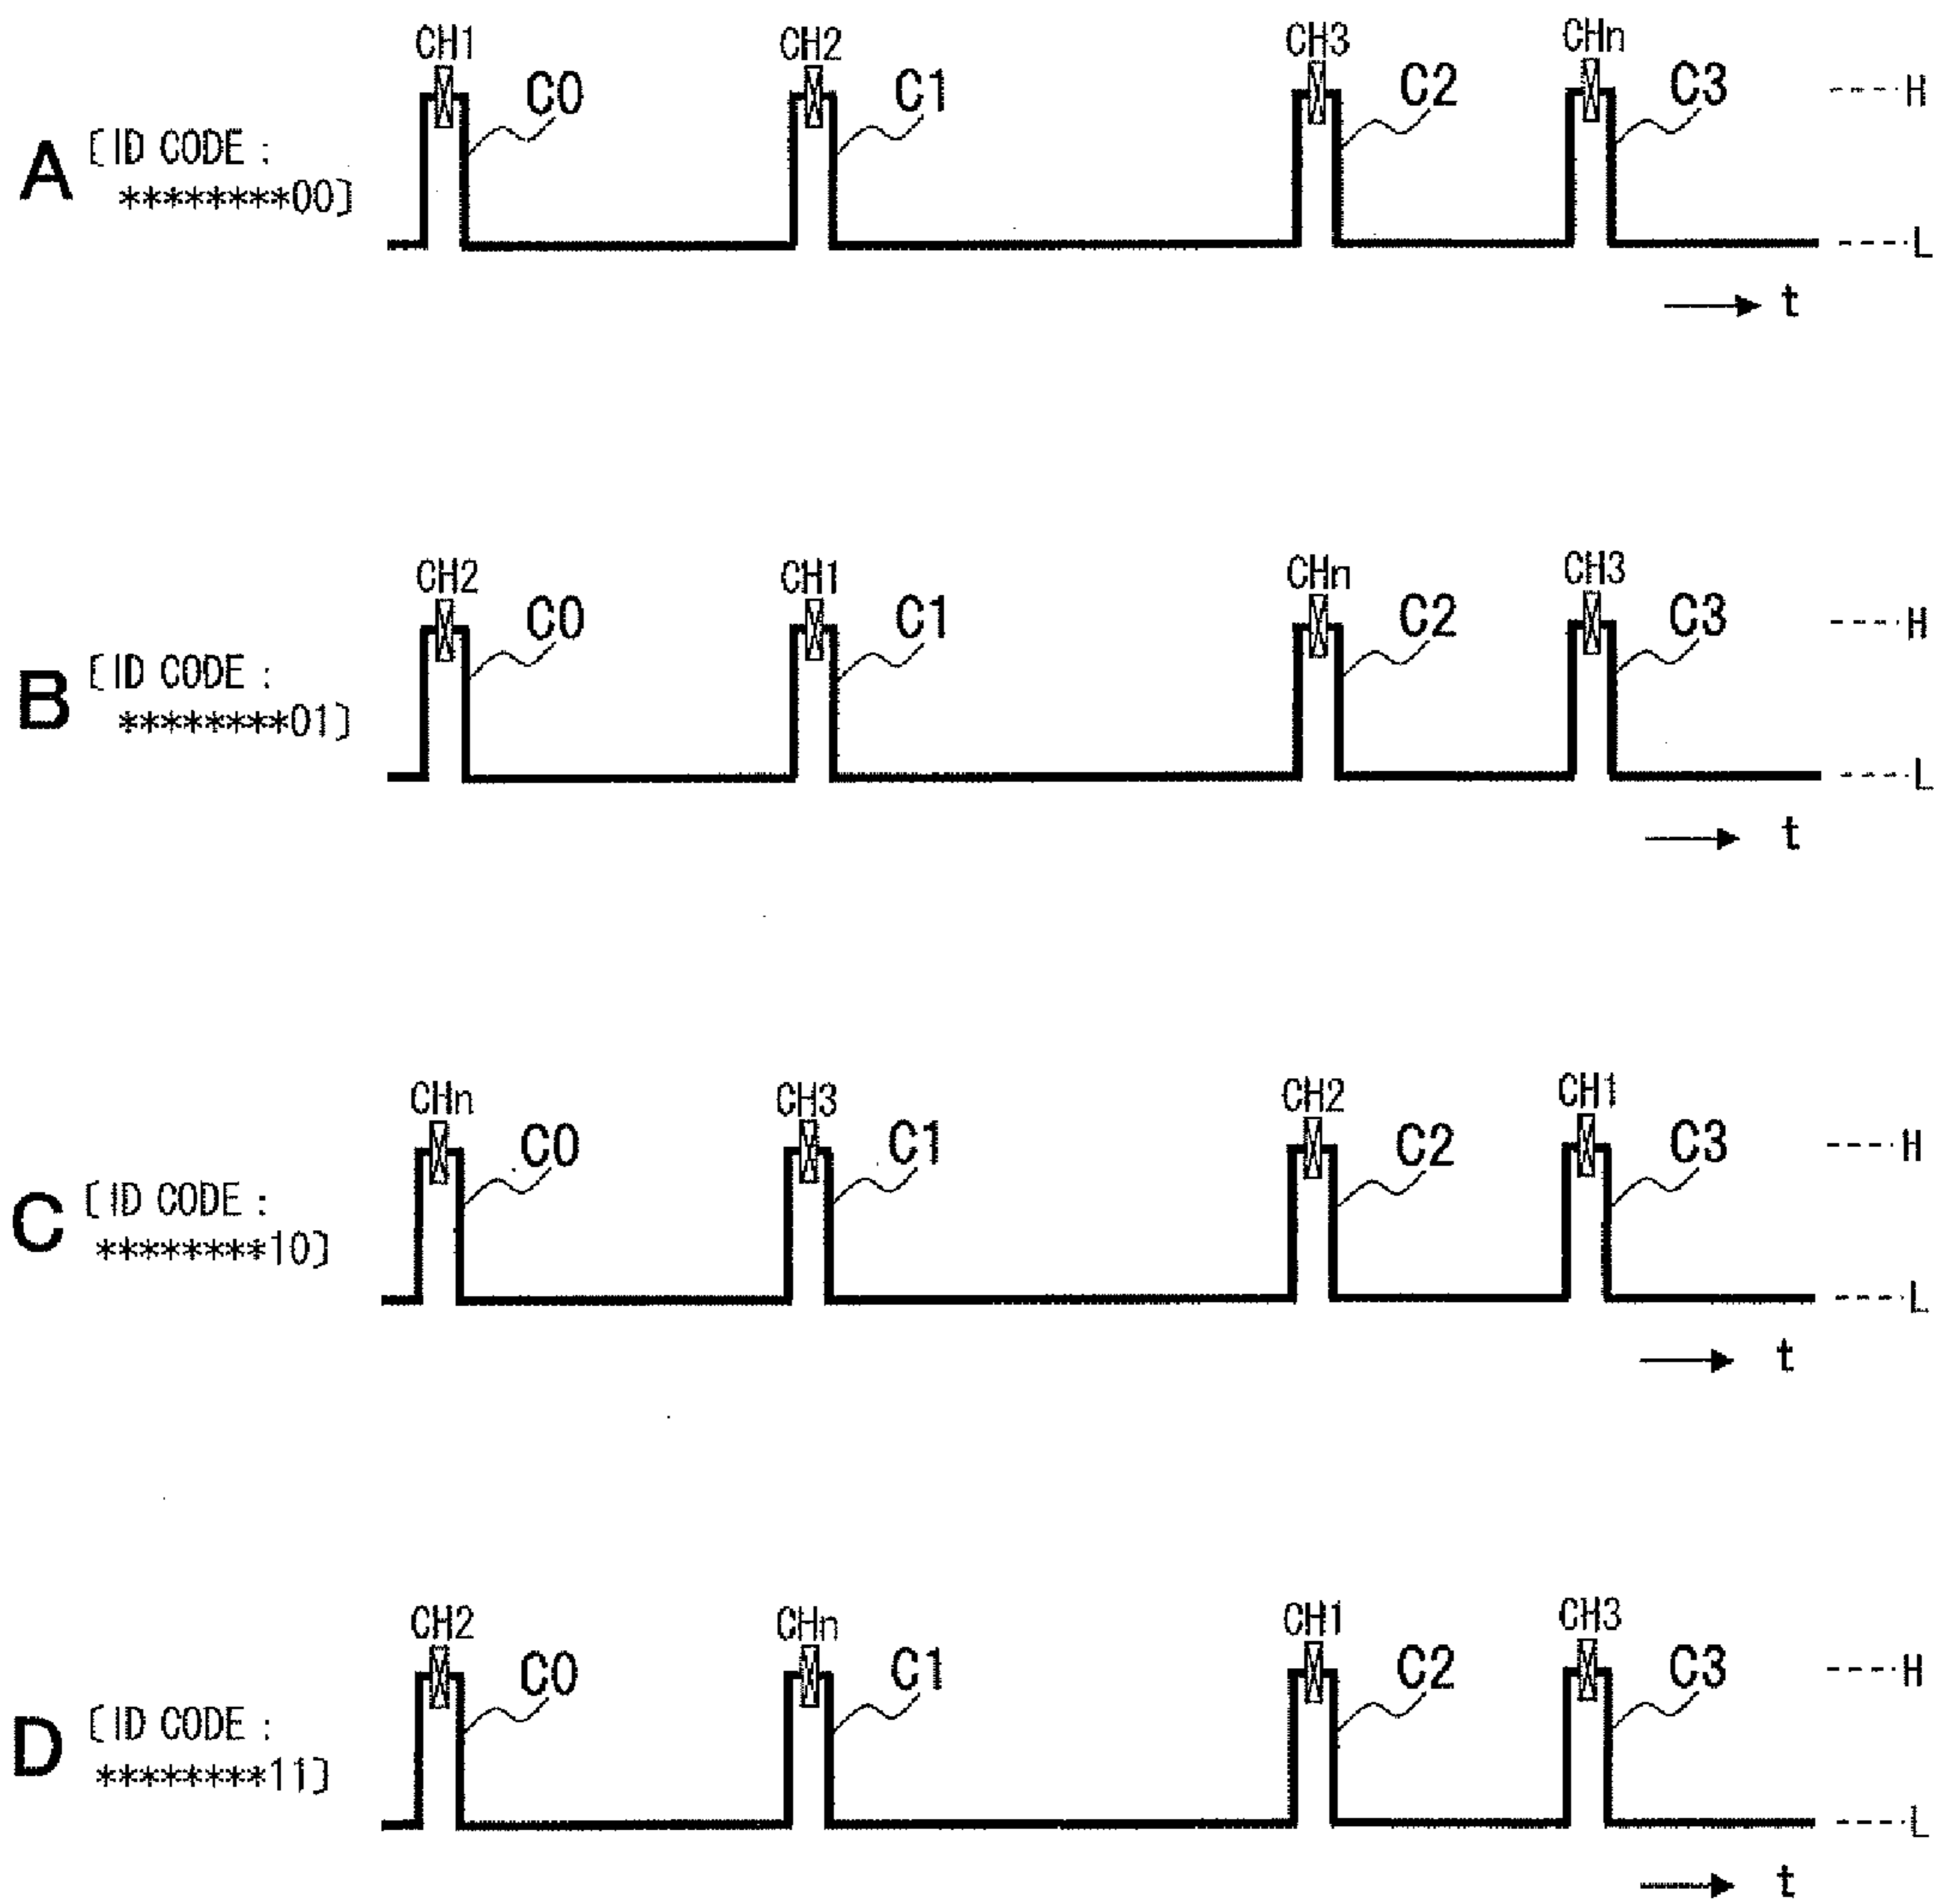 CH1 CH2 CH3 CHn
C0 C1 C2 C3 ----H
A [ID CODE :
********00]
----L
t
CH2 CH1 CHn CH3
C0 C1 C2 C3 ----H
B [ID CODE :
********01]
----L
t
CHn CH3 CH2 CH1
C0 C1 C2 C3 ----H
C [ID CODE :
********10]
----L
t
CH2 CHn CH1 CH3
C0 C1 C2 C3 ----H
D [ID CODE :
********11]
----L
t